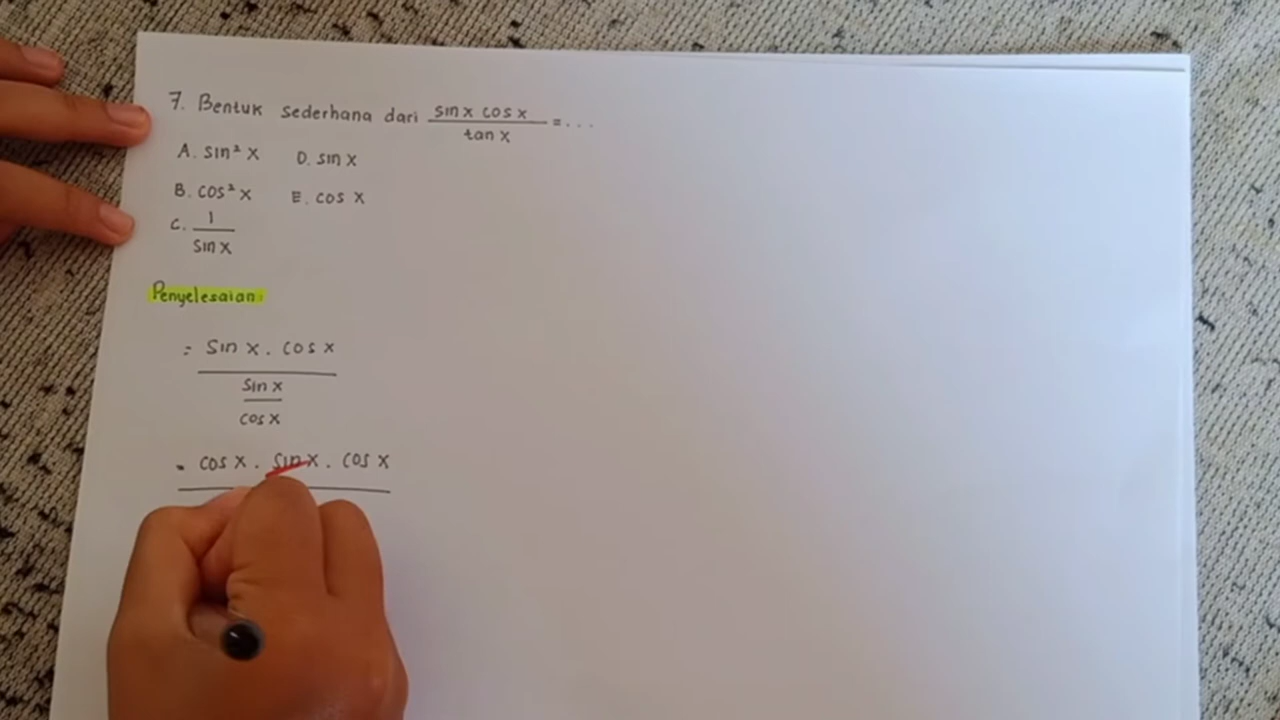 7. Bentuk sederhana dari sin x cos x / tan x = ...
A. sin² x D. sin x
B. cos² x E. cos x
C. 1 / sin x
Penyelesaian:
= sin x . cos x
sin x
cos x
= cos x . sin x . cos x